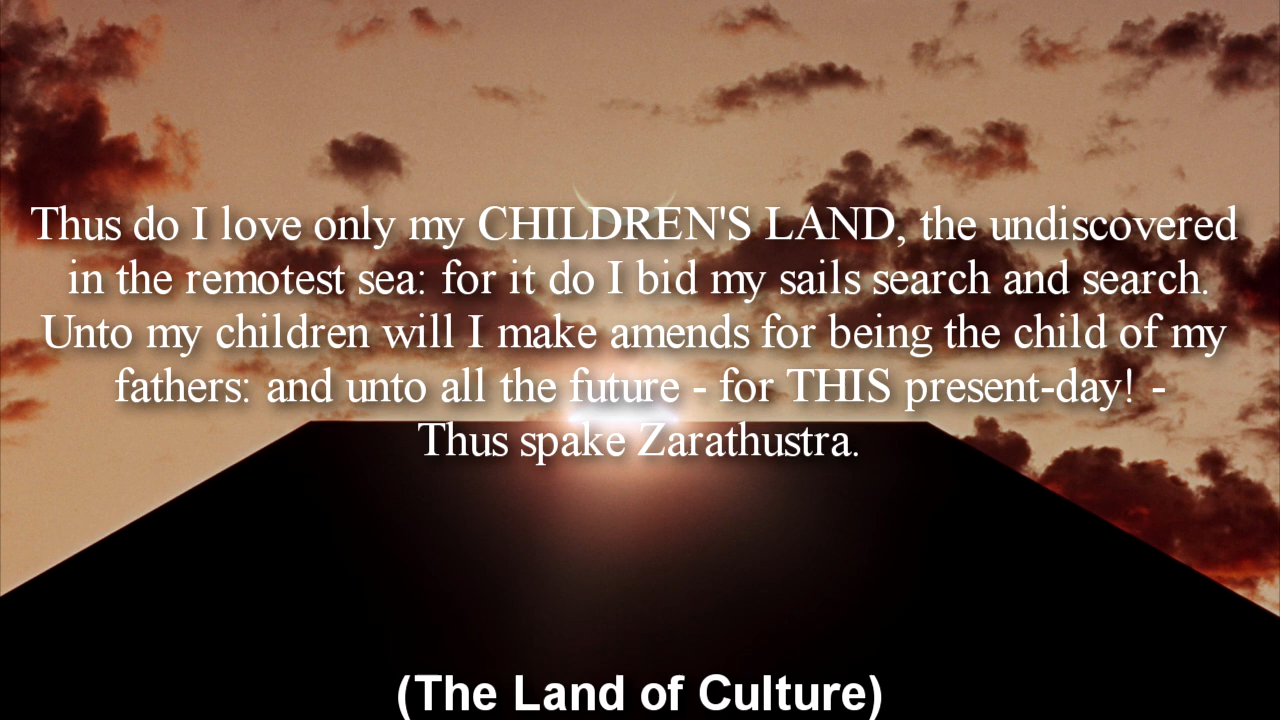 Thus do I love only my CHILDREN'S LAND, the undiscovered
in the remotest sea: for it do I bid my sails search and search.
Unto my children will I make amends for being the child of my
fathers: and unto all the future - for THIS present-day! -
Thus spake Zarathustra.
(The Land of Culture)